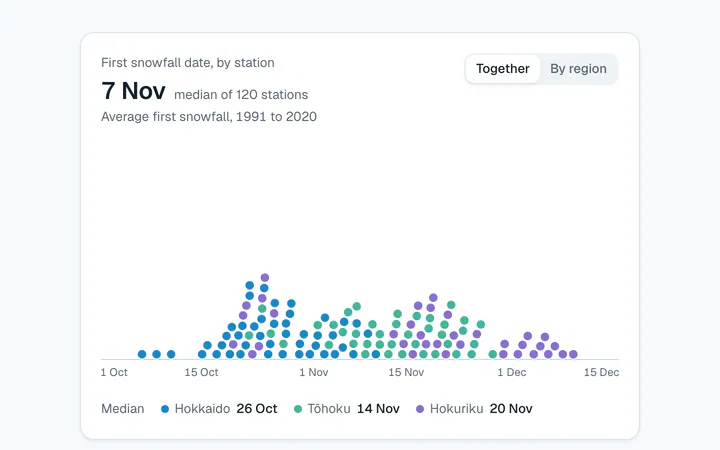 First snowfall date, by station
7 Nov median of 120 stations
Average first snowfall, 1991 to 2020
Together By region
1 Oct 15 Oct 1 Nov 15 Nov 1 Dec 15 Dec
Median Hokkaido 26 Oct Tōhoku 14 Nov Hokuriku 20 Nov